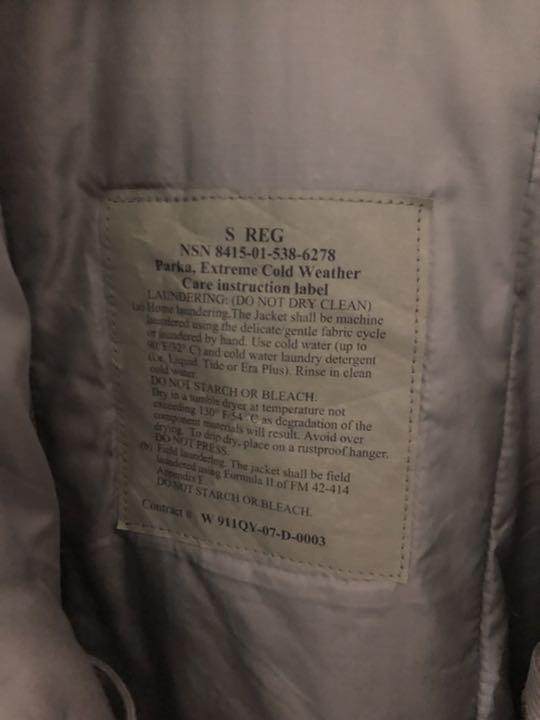 S REG
NSN 8415-01-538-6278
Parka, Extreme Cold Weather
Care instruction label
LAUNDERING: (DO NOT DRY CLEAN)
(a) Home laundering.The Jacket shall be machine
laundered using the delicate/gentle fabric cycle
or laundered by hand. Use cold water (up to
90°F/32° C) and cold water laundry detergent
(i.e. Liquid, Tide or Era Plus). Rinse in clean
cold water.
DO NOT STARCH OR BLEACH.
Dry in a tumble dryer at temperature not
exceeding 130° F/54° C as degradation of the
component materials will result. Avoid over
drying. To drip dry, place on a rustproof hanger.
DO NOT PRESS.
(b) Field laundering. The jacket shall be field
laundered using Formula II of FM 42-414
Appendix E.
DO NOT STARCH OR BLEACH.
Contract #: W 911QY-07-D-0003